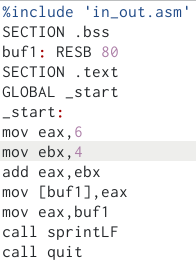 %include 'in_out.asm'
SECTION .bss
buf1: RESB 80
SECTION .text
GLOBAL _start
_start:
mov eax,6
mov ebx,4
add eax,ebx
mov [buf1],eax
mov eax,buf1
call sprintLF
call quit